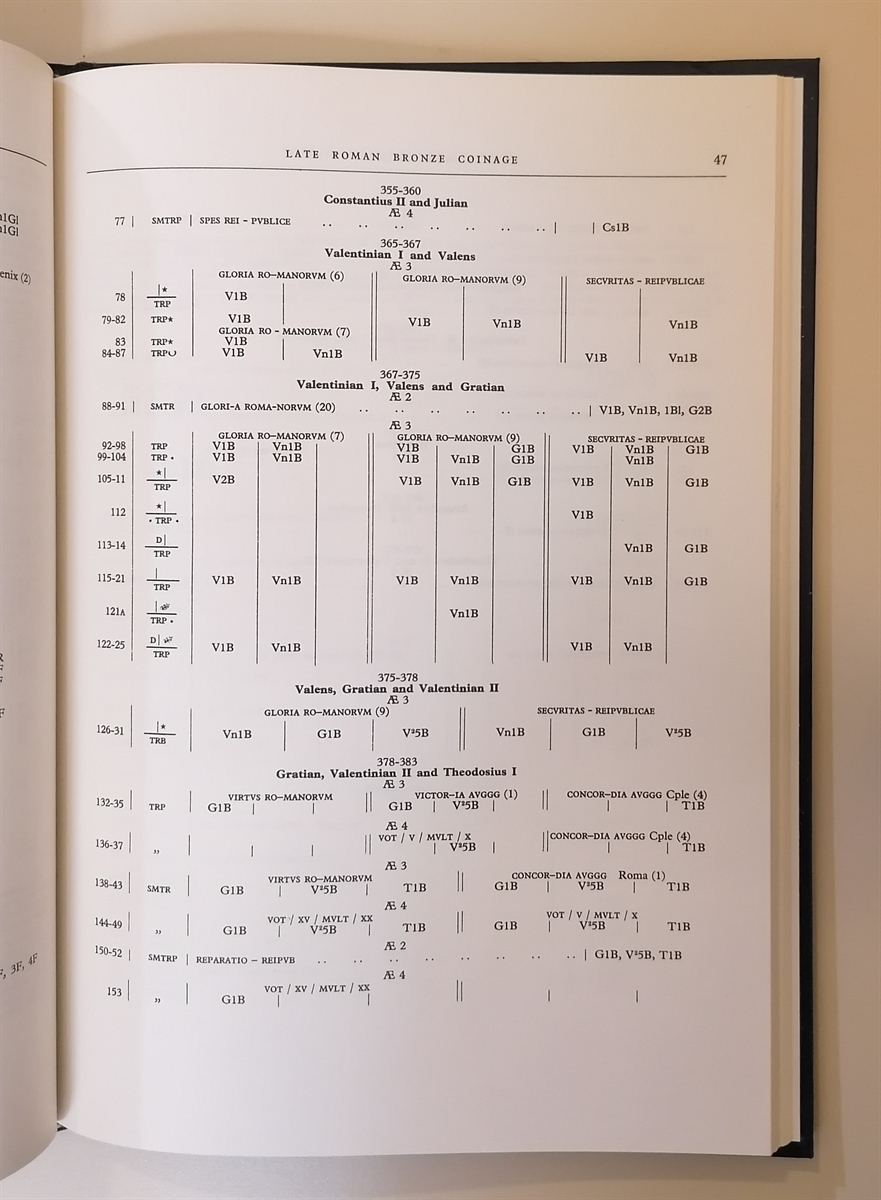 LATE ROMAN BRONZE COINAGE 47
355-360
Constantius II and Julian
Æ 4
77 | SMTRP | SPES REI - PVBLICE .. .. .. .. .. .. .. | | Cs1B
365-367
Valentinian I and Valens
Æ 3
GLORIA RO—MANORVM (6) GLORIA RO—MANORVM (9) SECVRITAS - REIPVBLICAE
78 |★ TRP V1B
79-82 TRP★ V1B V1B Vn1B Vn1B
GLORIA RO - MANORVM (7)
83 TRP★ V1B
84-87 TRP◡ V1B Vn1B V1B Vn1B
367-375
Valentinian I, Valens and Gratian
Æ 2
88-91 | SMTR | GLORI-A ROMA-NORVM (20) .. .. .. .. .. .. .. | V1B, Vn1B, 1Bl, G2B
Æ 3
GLORIA RO—MANORVM (7) GLORIA RO—MANORVM (9) SECVRITAS - REIPVBLICAE
92-98 TRP V1B Vn1B V1B G1B V1B Vn1B G1B
99-104 TRP • V1B Vn1B V1B Vn1B G1B Vn1B
105-11 ★| TRP V2B V1B Vn1B G1B V1B Vn1B G1B
112 ★| • TRP • V1B
113-14 D| TRP Vn1B G1B
115-21 | TRP V1B Vn1B V1B Vn1B V1B Vn1B G1B
121A | TRP • Vn1B
122-25 D| TRP V1B Vn1B V1B Vn1B
375-378
Valens, Gratian and Valentinian II
Æ 3
GLORIA RO—MANORVM (9) SECVRITAS - REIPVBLICAE
126-31 |★ TRB Vn1B G1B V²5B Vn1B G1B V²5B
378-383
Gratian, Valentinian II and Theodosius I
Æ 3
VIRTVS RO—MANORVM VICTOR—IA AVGGG (1) CONCOR—DIA AVGGG Cple (4)
132-35 TRP G1B G1B V²5B T1B
Æ 4
VOT / V / MVLT / X CONCOR—DIA AVGGG Cple (4)
136-37 ,, V²5B T1B
Æ 3
VIRTVS RO—MANORVM CONCOR—DIA AVGGG Roma (1)
138-43 SMTR G1B V²5B T1B G1B V²5B T1B
Æ 4
VOT / XV / MVLT / XX VOT / V / MVLT / X
144-49 ,, G1B V²5B T1B G1B V²5B T1B
Æ 2
150-52 | SMTRP | REPARATIO — REIPVB .. .. .. .. .. .. .. .. | G1B, V²5B, T1B
Æ 4
VOT / XV / MVLT / XX
153 ,, G1B
enix (2)
3F, 4F